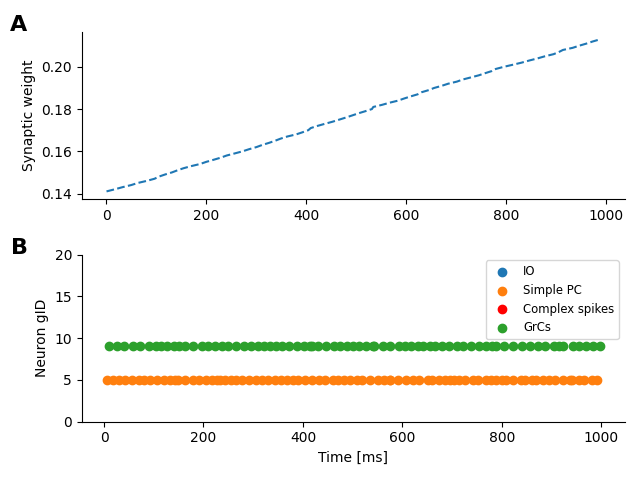 A
Synaptic weight
0.20
0.18
0.16
0.14
0 200 400 600 800 1000
B
Neuron gID
20
15
10
5
0
IO
Simple PC
Complex spikes
GrCs
0 200 400 600 800 1000
Time [ms]